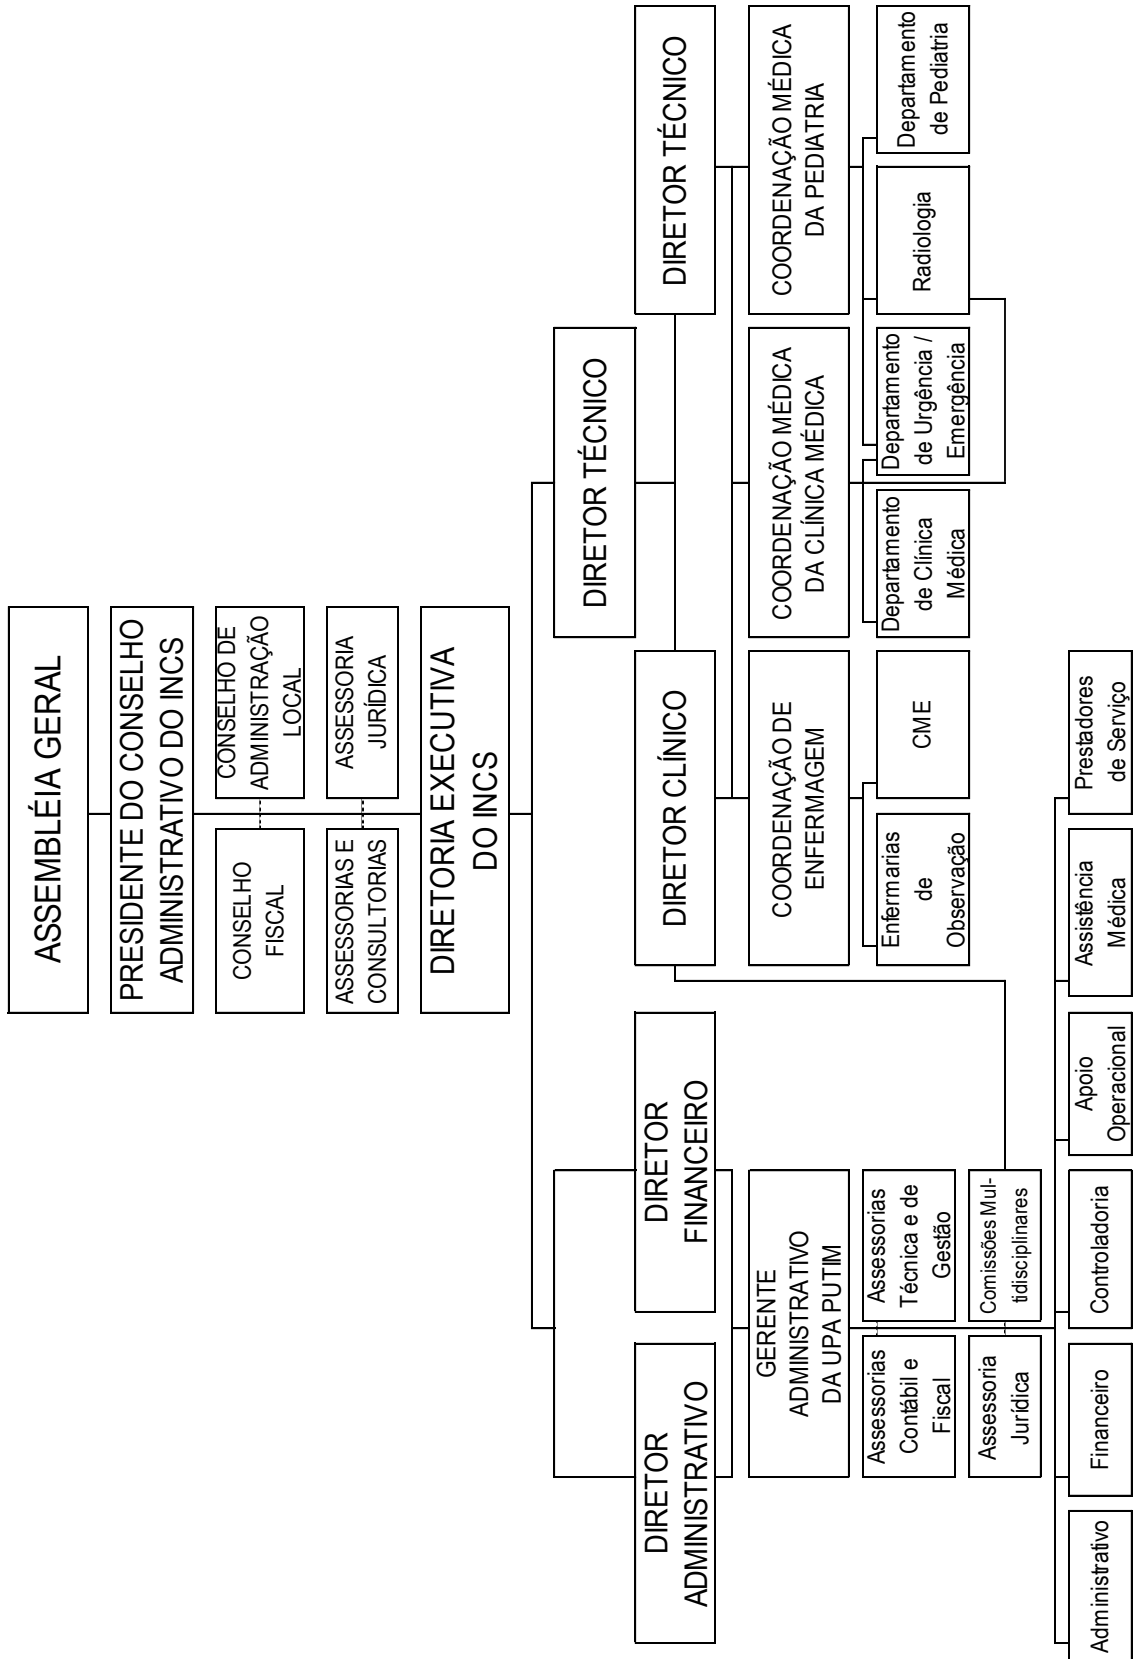 ASSEMBLÉIA GERAL
PRESIDENTE DO CONSELHO
ADMINISTRATIVO DO INCS
CONSELHO
FISCAL
CONSELHO DE
ADMINISTRAÇÃO
LOCAL
ASSESSORIAS E
CONSULTORIAS
ASSESSORIA
JURÍDICA
DIRETORIA EXECUTIVA
DO INCS
DIRETOR TÉCNICO
DIRETOR
ADMINISTRATIVO
DIRETOR
FINANCEIRO
DIRETOR CLÍNICO
DIRETOR TÉCNICO
GERENTE
ADMINISTRATIVO
DA UPA PUTIM
COORDENAÇÃO DE
ENFERMAGEM
COORDENAÇÃO MÉDICA
DA CLÍNICA MÉDICA
COORDENAÇÃO MÉDICA
DA PEDIATRIA
Assessorias
Contábil e
Fiscal
Assessorias
Técnica e de
Gestão
Enfermarias
de
Observação
CME
Departamento
de Clínica
Médica
Departamento
de Urgência /
Emergência
Radiologia
Departamento
de Pediatria
Assessoria
Jurídica
Comissões Mul-
tidisciplinares
Administrativo
Financeiro
Controladoria
Apoio
Operacional
Assistência
Médica
Prestadores
de Serviço